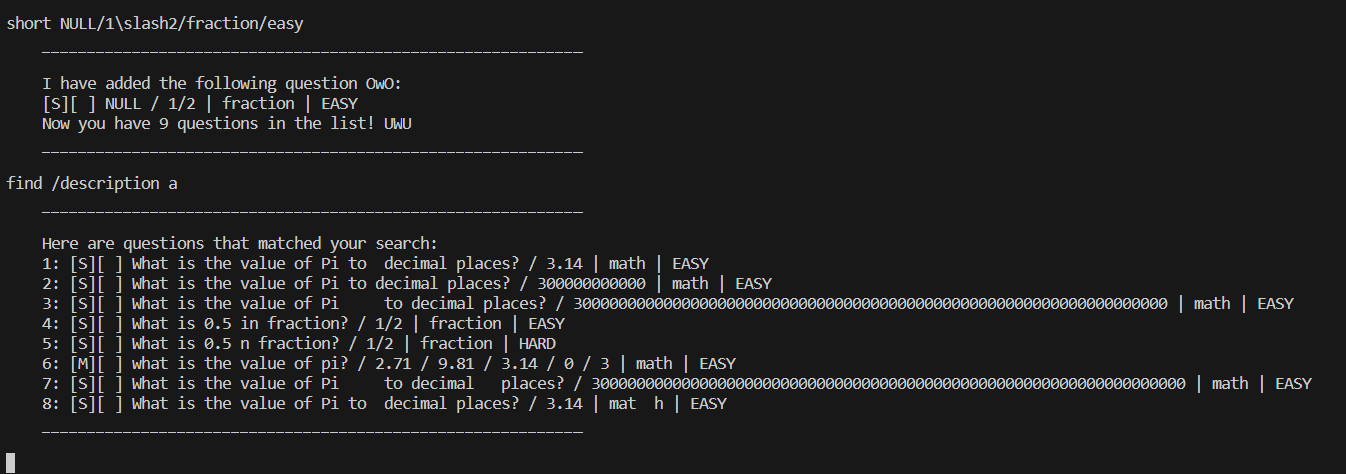 short NULL/1\slash2/fraction/easy
____________________________________________________________
I have added the following question OwO:
[S][ ] NULL / 1/2 | fraction | EASY
Now you have 9 questions in the list! UWU
____________________________________________________________
find /description a
____________________________________________________________
Here are questions that matched your search:
1: [S][ ] What is the value of Pi to  decimal places? / 3.14 | math | EASY
2: [S][ ] What is the value of Pi to decimal places? / 300000000000 | math | EASY
3: [S][ ] What is the value of Pi     to decimal places? / 300000000000000000000000000000000000000000000000000000000000000000 | math | EASY
4: [S][ ] What is 0.5 in fraction? / 1/2 | fraction | EASY
5: [S][ ] What is 0.5 n fraction? / 1/2 | fraction | HARD
6: [M][ ] What is the value of pi? / 2.71 / 9.81 / 3.14 / 0 / 3 | math | EASY
7: [S][ ] What is the value of Pi     to decimal   places? / 300000000000000000000000000000000000000000000000000000000000000000 | math | EASY
8: [S][ ] What is the value of Pi to  decimal places? / 3.14 | mat  h | EASY
____________________________________________________________